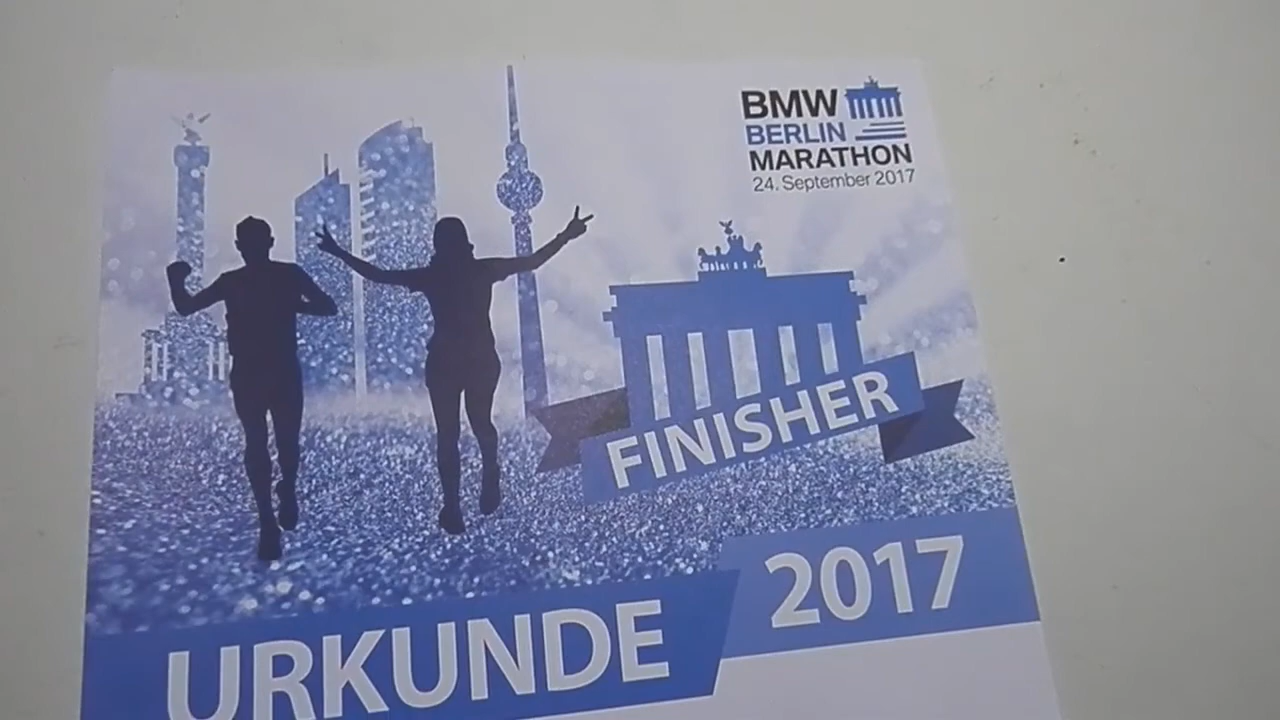 BMW
BERLIN
MARATHON
24. September 2017
FINISHER
URKUNDE 2017